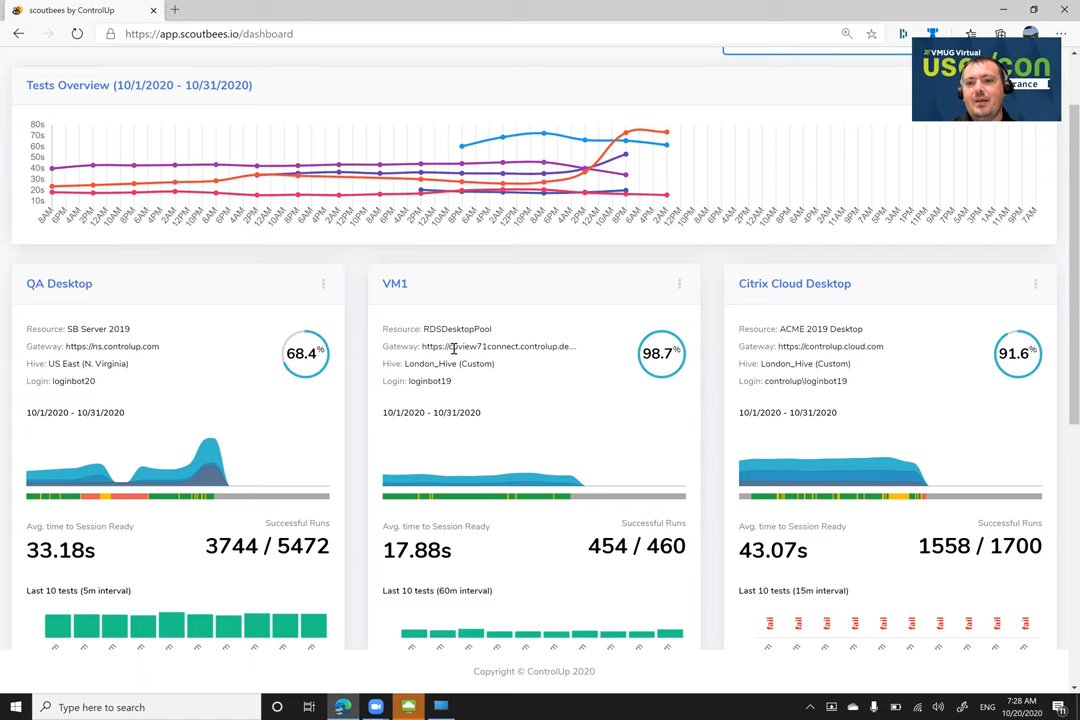 scoutbees by ControlUp
https://app.scoutbees.io/dashboard
VMUG Virtual
use/con
rance
Tests Overview (10/1/2020 - 10/31/2020)
80s
70s
60s
50s
40s
30s
20s
10s
QA Desktop
Resource: SB Server 2019
Gateway: https://ns.controlup.com
Hive: US East (N. Virginia)
Login: loginbot20
68.4%
10/1/2020 - 10/31/2020
Avg. time to Session Ready
Successful Runs
33.18s
3744 / 5472
Last 10 tests (5m interval)
VM1
Resource: RDSDesktopPool
Gateway: https://cuview71connect.controlup.de...
Hive: London_Hive (Custom)
Login: loginbot19
98.7%
10/1/2020 - 10/31/2020
Avg. time to Session Ready
Successful Runs
17.88s
454 / 460
Last 10 tests (60m interval)
Citrix Cloud Desktop
Resource: ACME 2019 Desktop
Gateway: https://controlup.cloud.com
Hive: London_Hive (Custom)
Login: controlup\loginbot19
91.6%
10/1/2020 - 10/31/2020
Avg. time to Session Ready
Successful Runs
43.07s
1558 / 1700
Last 10 tests (15m interval)
fail fail fail fail fail fail fail fail fail fail
Copyright © ControlUp 2020
Type here to search
ENG
7:28 AM
10/20/2020